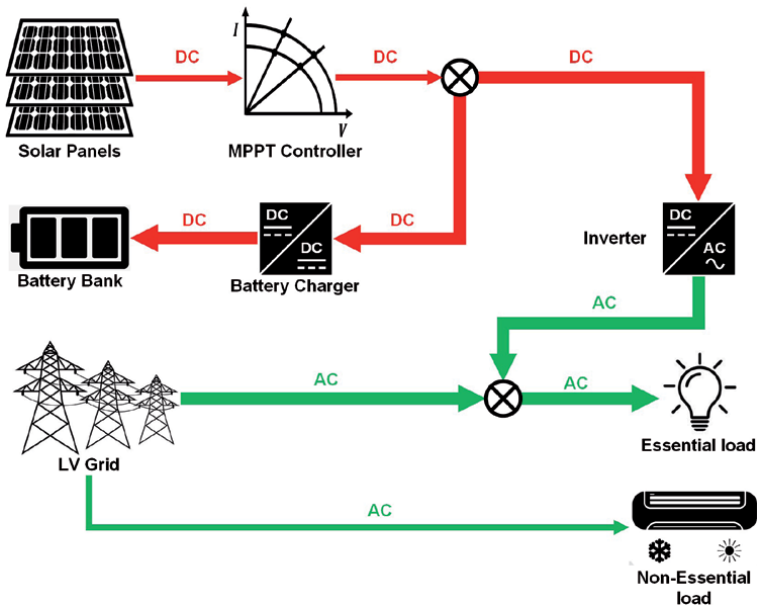 I
DC
DC
DC
V
Solar Panels
MPPT Controller
DC
DC
DC
DC
DC
AC
Inverter
Battery Bank
Battery Charger
AC
AC
AC
Essential load
LV Grid
AC
Non-Essential
load